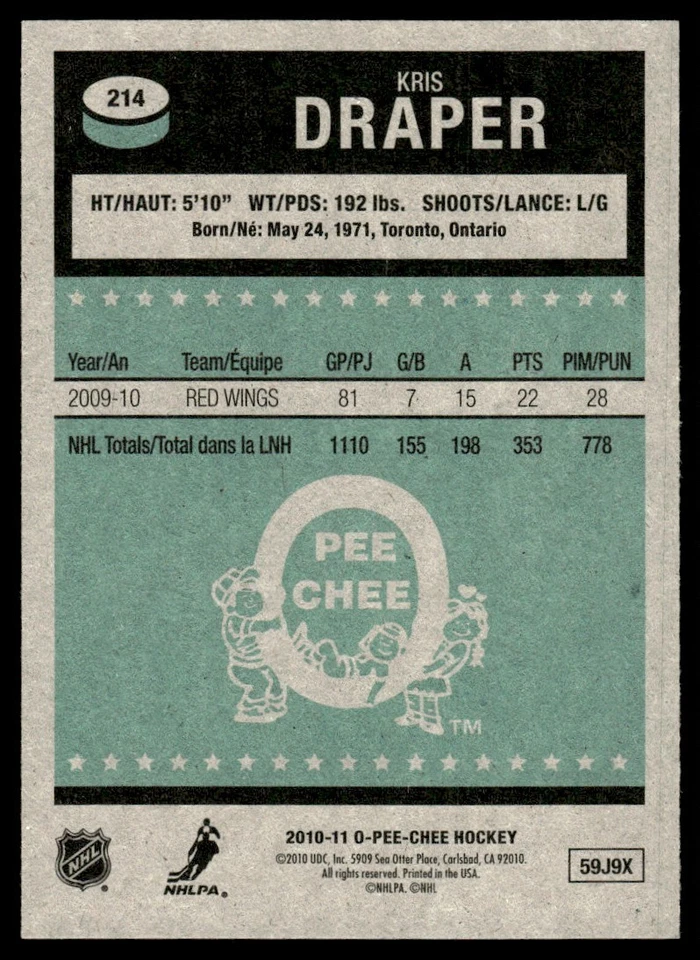 214
KRIS
DRAPER
HT/HAUT: 5'10" WT/PDS: 192 lbs. SHOOTS/LANCE: L/G
Born/Né: May 24, 1971, Toronto, Ontario
Year/An Team/Équipe GP/PJ G/B A PTS PIM/PUN
2009-10 RED WINGS 81 7 15 22 28
NHL Totals/Total dans la LNH 1110 155 198 353 778
O
PEE
CHEE
TM
NHL ®
NHLPA ®
2010-11 O-PEE-CHEE HOCKEY
©2010 UDC, Inc. 5909 Sea Otter Place, Carlsbad, CA 92010.
All rights reserved. Printed in the USA.
©NHLPA. ©NHL
59J9X